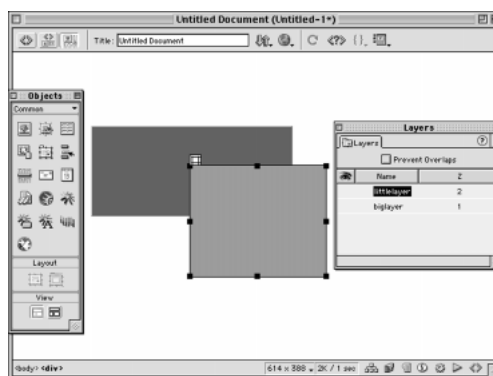 Untitled Document (Untitled-1*)
Title: Untitled Document
Objects
Common
Layout
View
Layers
Layers
Prevent Overlaps
Name Z
littlelayer 2
biglayer 1
<body> <div>
614 x 388 2K / 1 sec